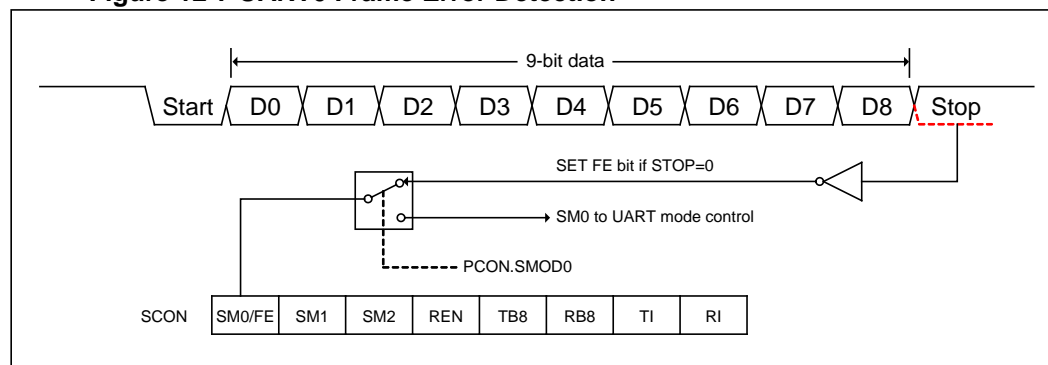 Figure 12-7 UART0 Frame Error Detection
9-bit data
Start D0 D1 D2 D3 D4 D5 D6 D7 D8 Stop
SET FE bit if STOP=0
SM0 to UART mode control
PCON.SMOD0
SCON SM0/FE SM1 SM2 REN TB8 RB8 TI RI